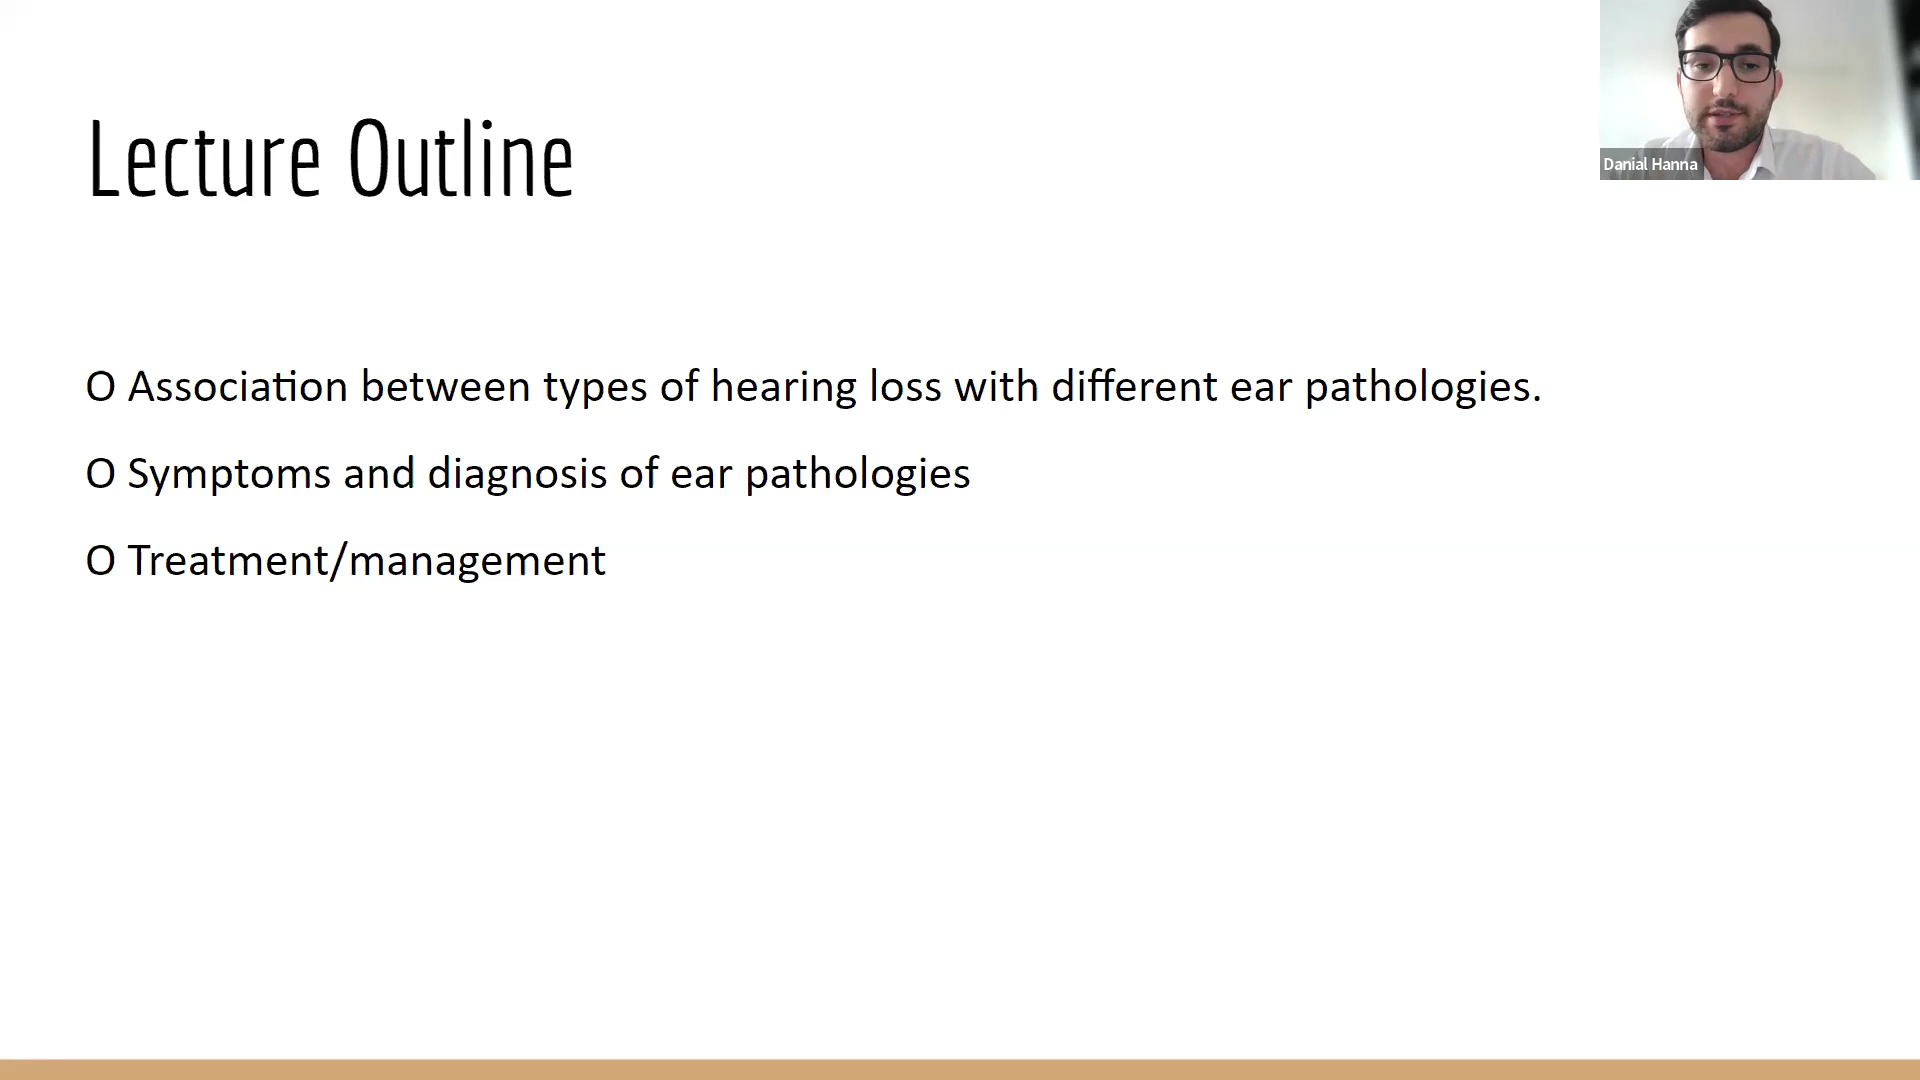 Lecture Outline
Danial Hanna
O Association between types of hearing loss with different ear pathologies.
O Symptoms and diagnosis of ear pathologies
O Treatment/management